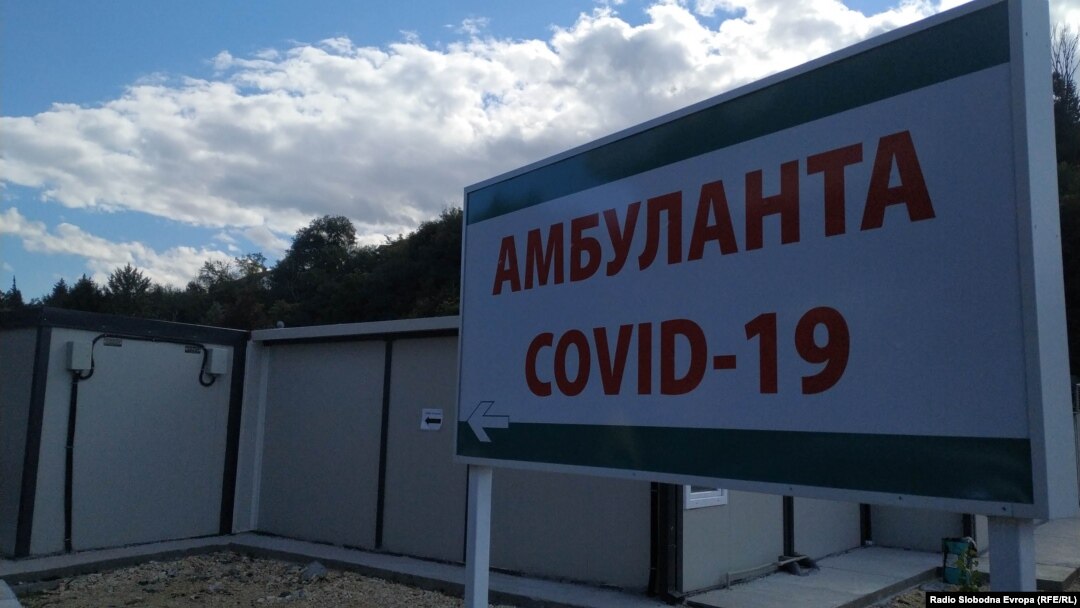 АМБУЛАНТА
COVID-19
Radio Slobodna Evropa (RFE/RL)